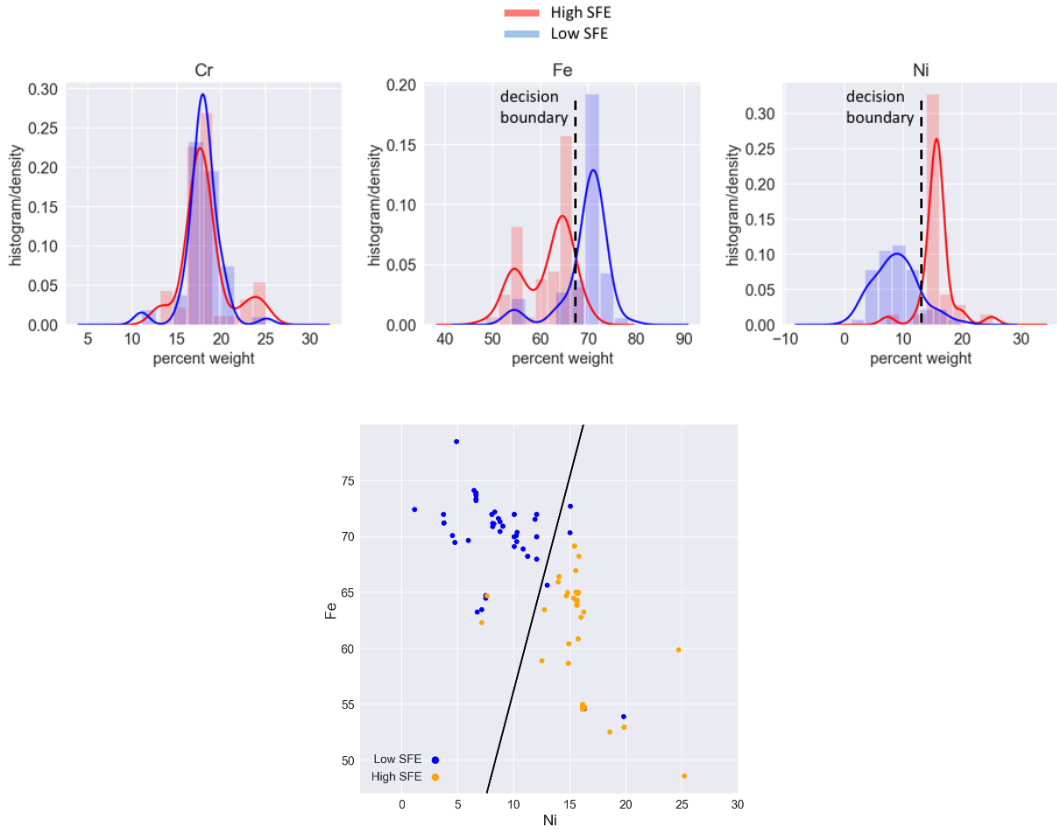 High SFE
Low SFE
Cr
histogram/density
0.30
0.25
0.20
0.15
0.10
0.05
0.00
5
10
15
20
25
30
percent weight
Fe
histogram/density
0.20
0.15
0.10
0.05
0.00
decision
boundary
40
50
60
70
80
90
percent weight
Ni
histogram/density
0.30
0.25
0.20
0.15
0.10
0.05
0.00
decision
boundary
−10
0
10
20
30
percent weight
Fe
75
70
65
60
55
50
Low SFE
High SFE
0
5
10
15
20
25
30
Ni